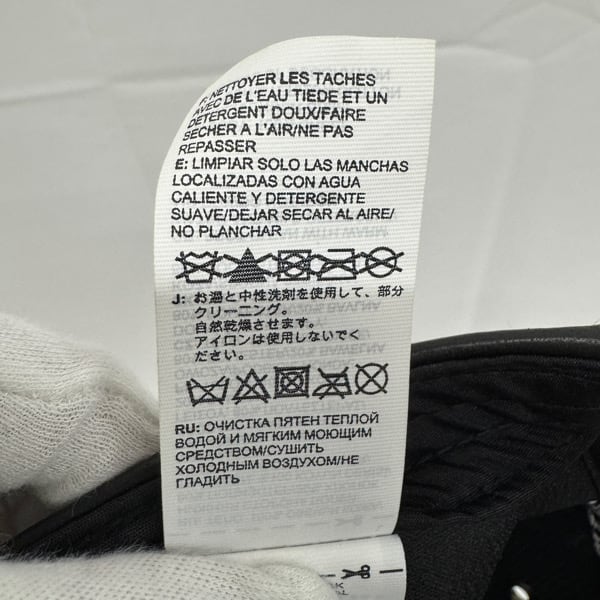 F: NETTOYER LES TACHES
AVEC DE L'EAU TIEDE ET UN
DETERGENT DOUX/FAIRE
SECHER A L'AIR/NE PAS
REPASSER
E: LIMPIAR SOLO LAS MANCHAS
LOCALIZADAS CON AGUA
CALIENTE Y DETERGENTE
SUAVE/DEJAR SECAR AL AIRE/
NO PLANCHAR
J: お湯と中性洗剤を使用して、部分
クリーニング。
自然乾燥させます。
アイロンは使用しないでく
ださい。
RU: ОЧИСТКА ПЯТЕН ТЕПЛОЙ
ВОДОЙ И МЯГКИМ МОЮЩИМ
СРЕДСТВОМ/СУШИТЬ
ХОЛОДНЫМ ВОЗДУХОМ/НЕ
ГЛАДИТЬ